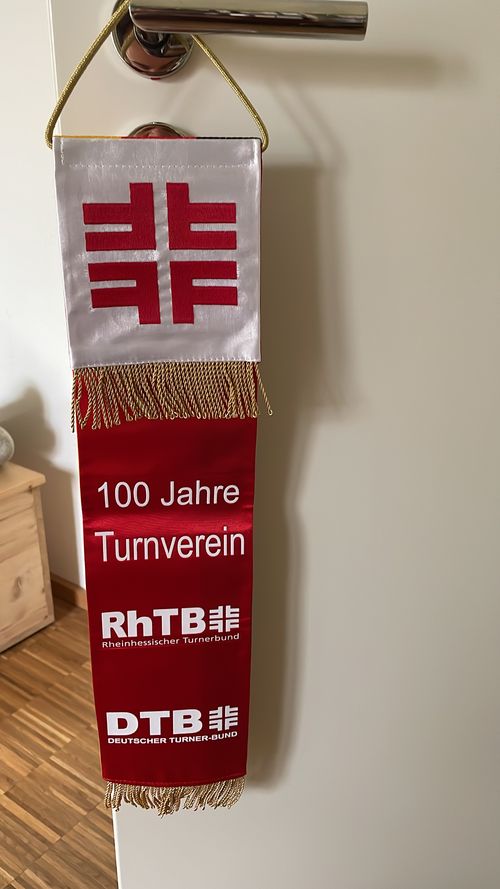 100 Jahre
Turnverein
RhTB
Rheinhessischer Turnerbund
DTB
DEUTSCHER TURNER-BUND